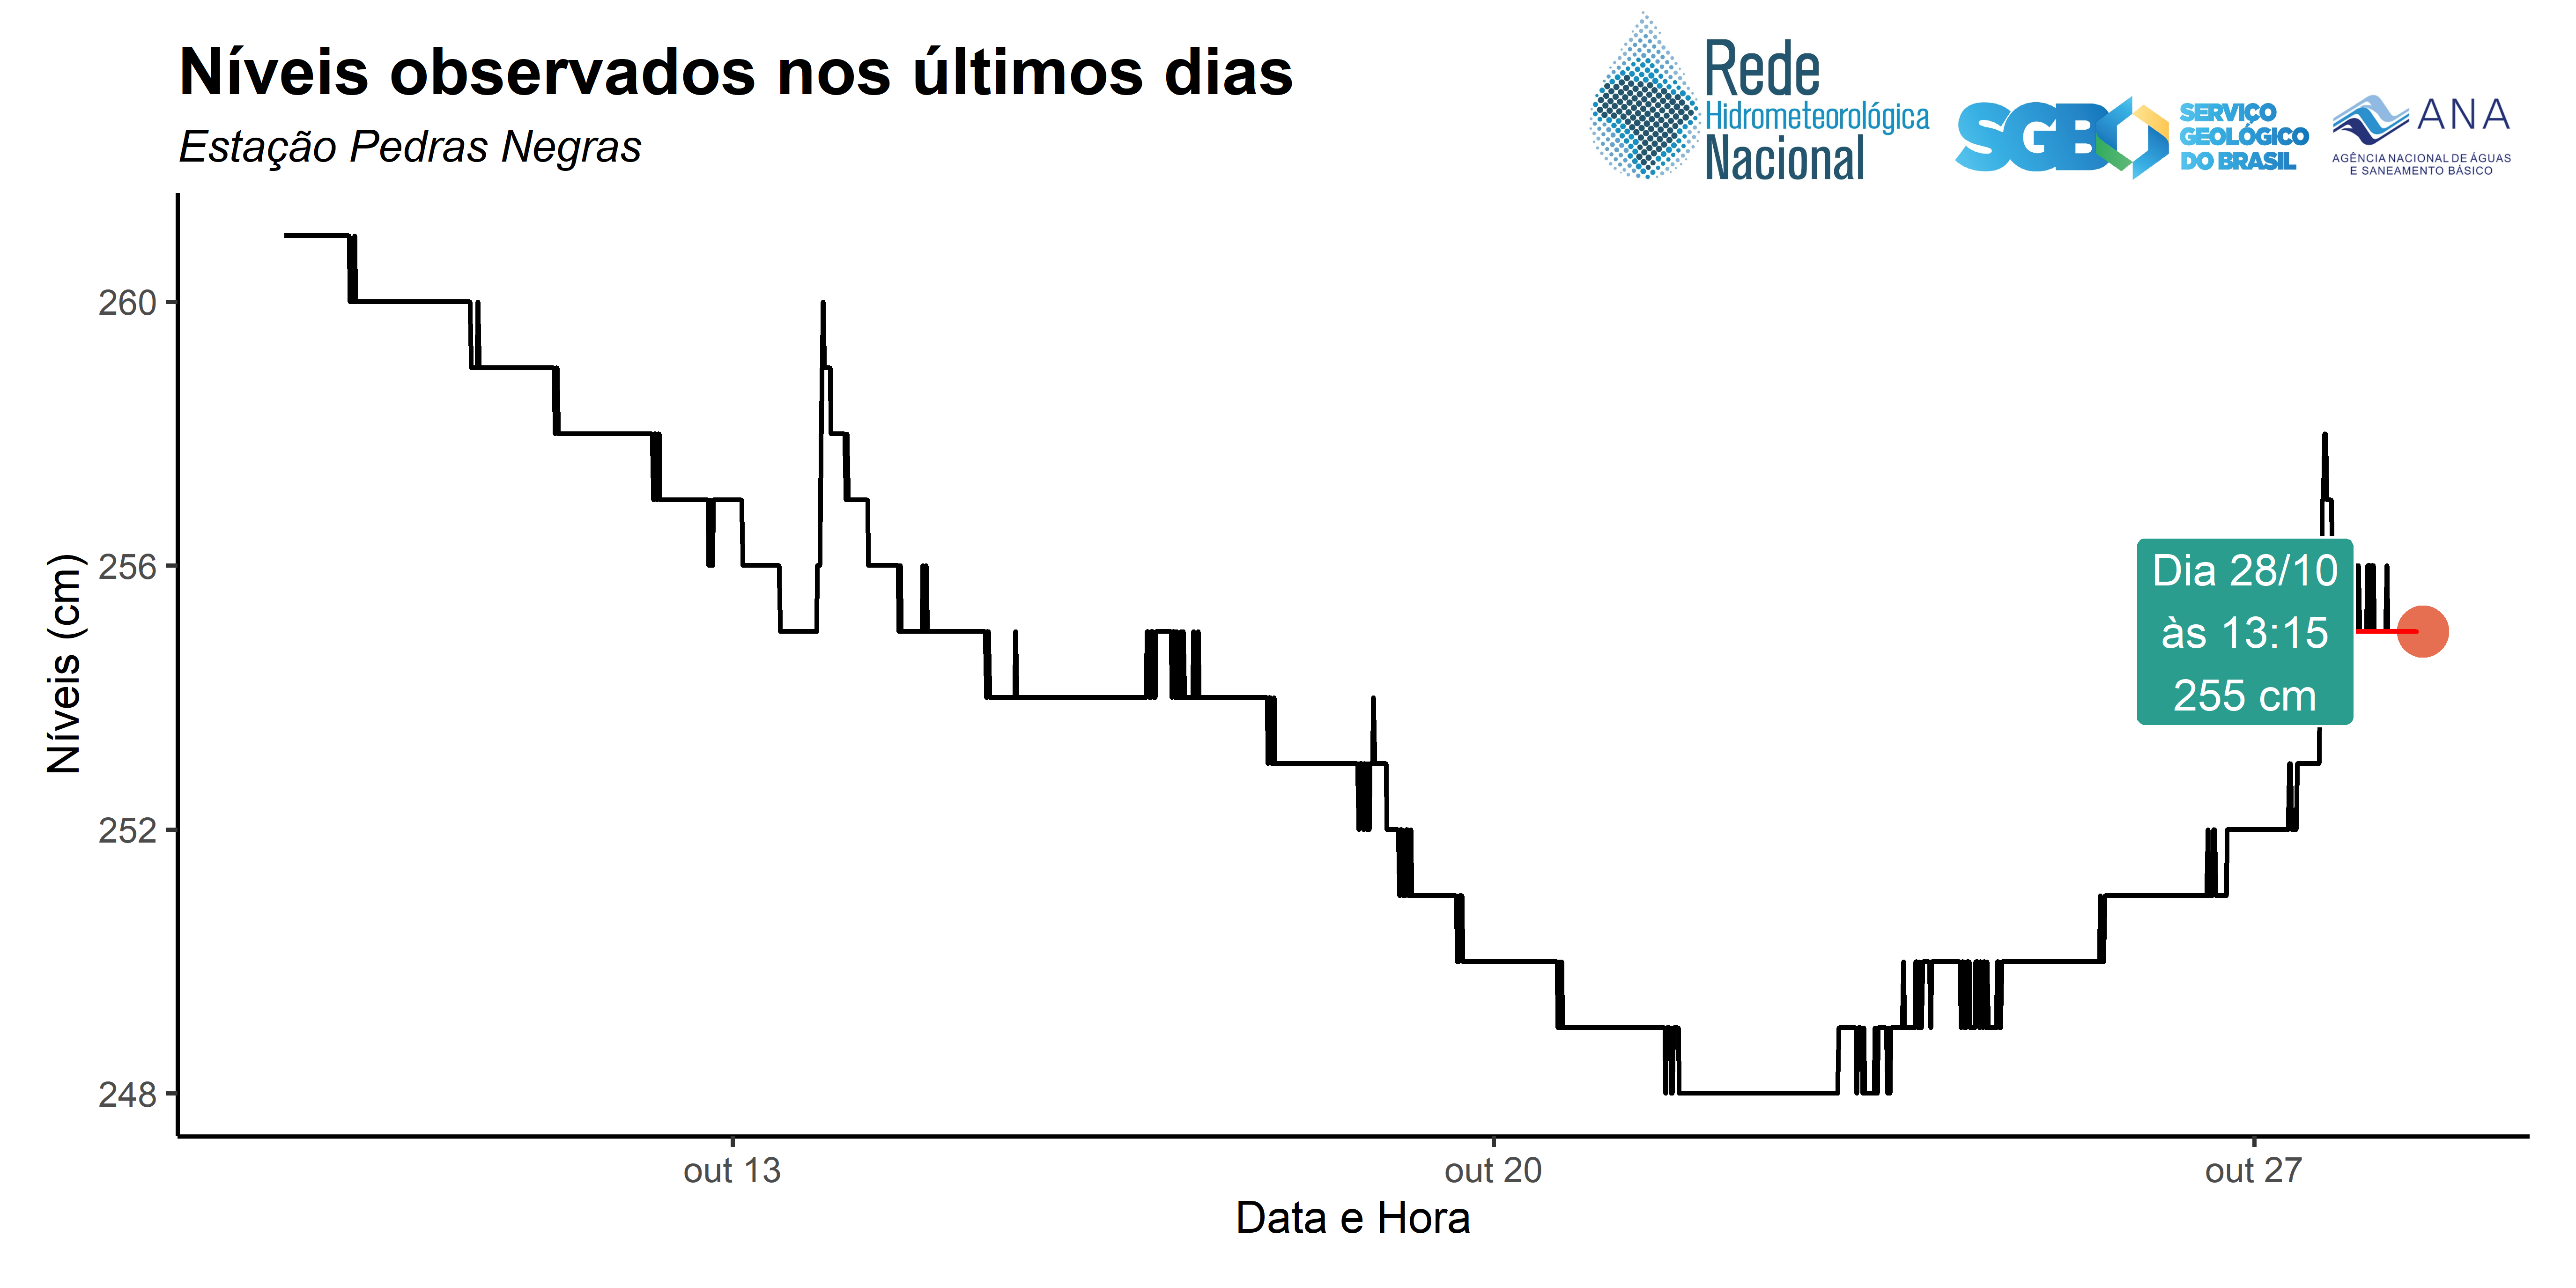 Níveis observados nos últimos dias
Estação Pedras Negras
Rede
Hidrometeorológica
Nacional
SGB
SERVIÇO
GEOLÓGICO
DO BRASIL
ANA
AGÊNCIA NACIONAL DE ÁGUAS
E SANEAMENTO BÁSICO
Níveis (cm)
260
256
252
248
Dia 28/10
às 13:15
255 cm
out 13
out 20
out 27
Data e Hora